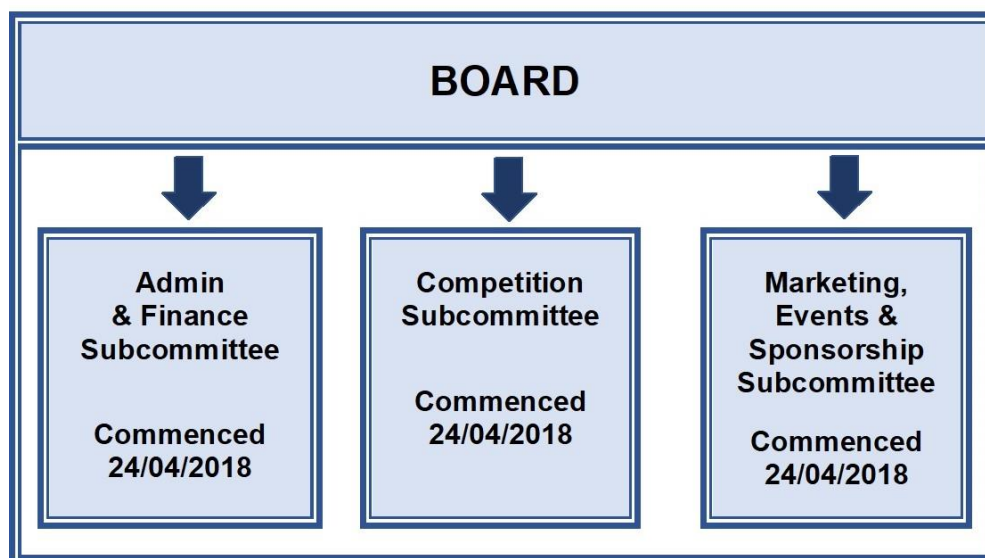 BOARD
Admin
& Finance
Subcommittee
Commenced
24/04/2018
Competition
Subcommittee
Commenced
24/04/2018
Marketing,
Events &
Sponsorship
Subcommittee
Commenced
24/04/2018